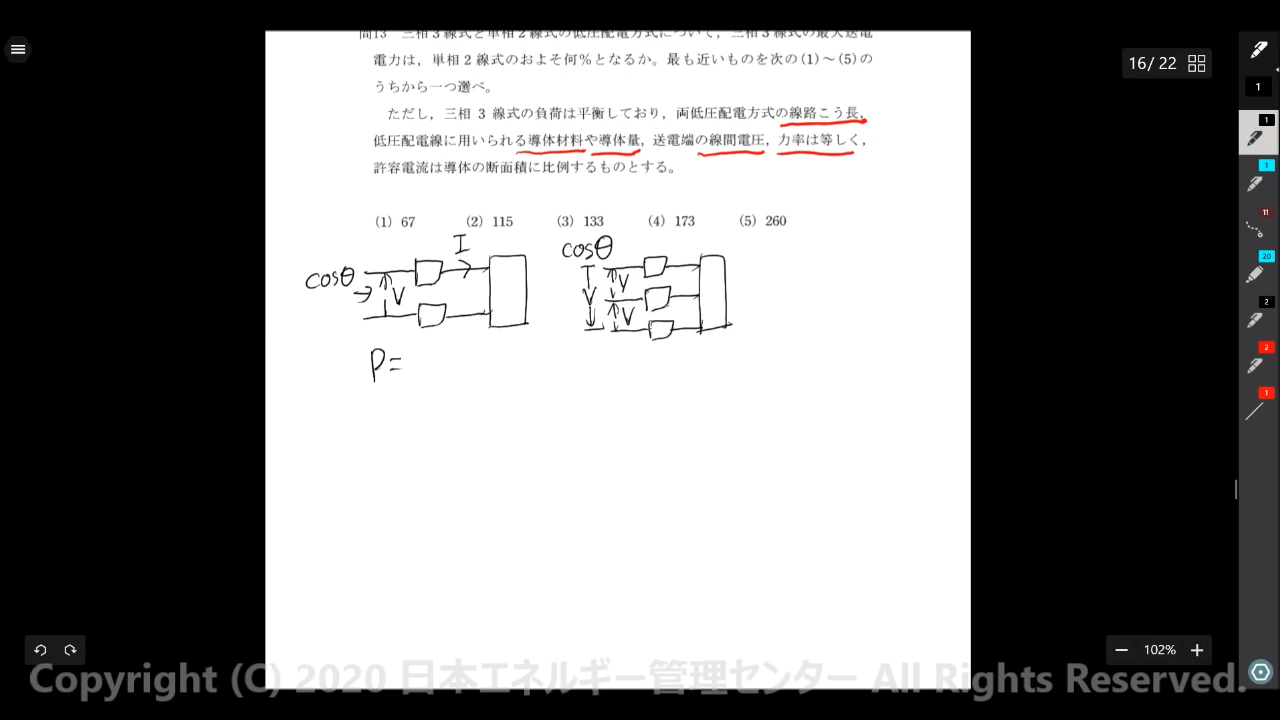 問13 三相3線式と単相2線式の低圧配電方式について，三相3線式の最大送電
電力は，単相2線式のおよそ何％となるか。最も近いものを次の(1)～(5)の
うちから一つ選べ。
ただし，三相 3 線式の負荷は平衡しており，両低圧配電方式の線路こう長，
低圧配電線に用いられる導体材料や導体量，送電端の線間電圧，力率は等しく，
許容電流は導体の断面積に比例するものとする。
(1) 67 (2) 115 (3) 133 (4) 173 (5) 260
I
cosθ
cosθ
V
V
V
V
P=
16/ 22
1
1
1
11
20
2
2
1
102%
Copyright (C) 2020 日本エネルギー管理センター All Rights Reserved.